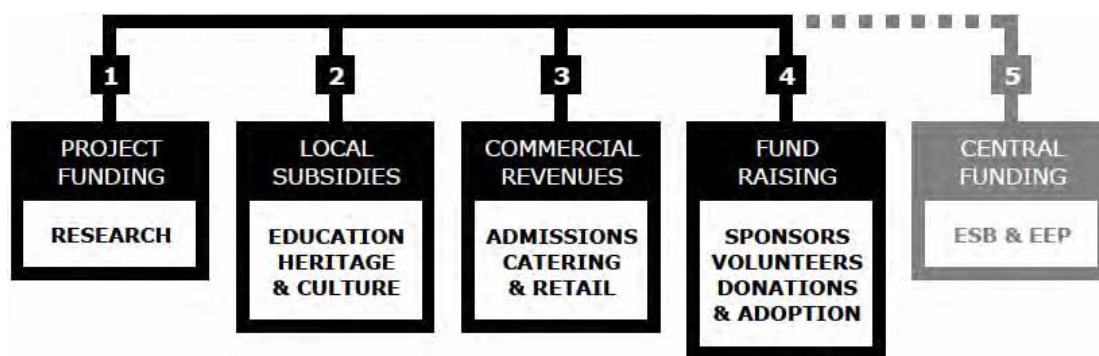 1
PROJECT
FUNDING
RESEARCH
2
LOCAL
SUBSIDIES
EDUCATION
HERITAGE
& CULTURE
3
COMMERCIAL
REVENUES
ADMISSIONS
CATERING
& RETAIL
4
FUND
RAISING
SPONSORS
VOLUNTEERS
DONATIONS
& ADOPTION
5
CENTRAL
FUNDING
ESB & EEP